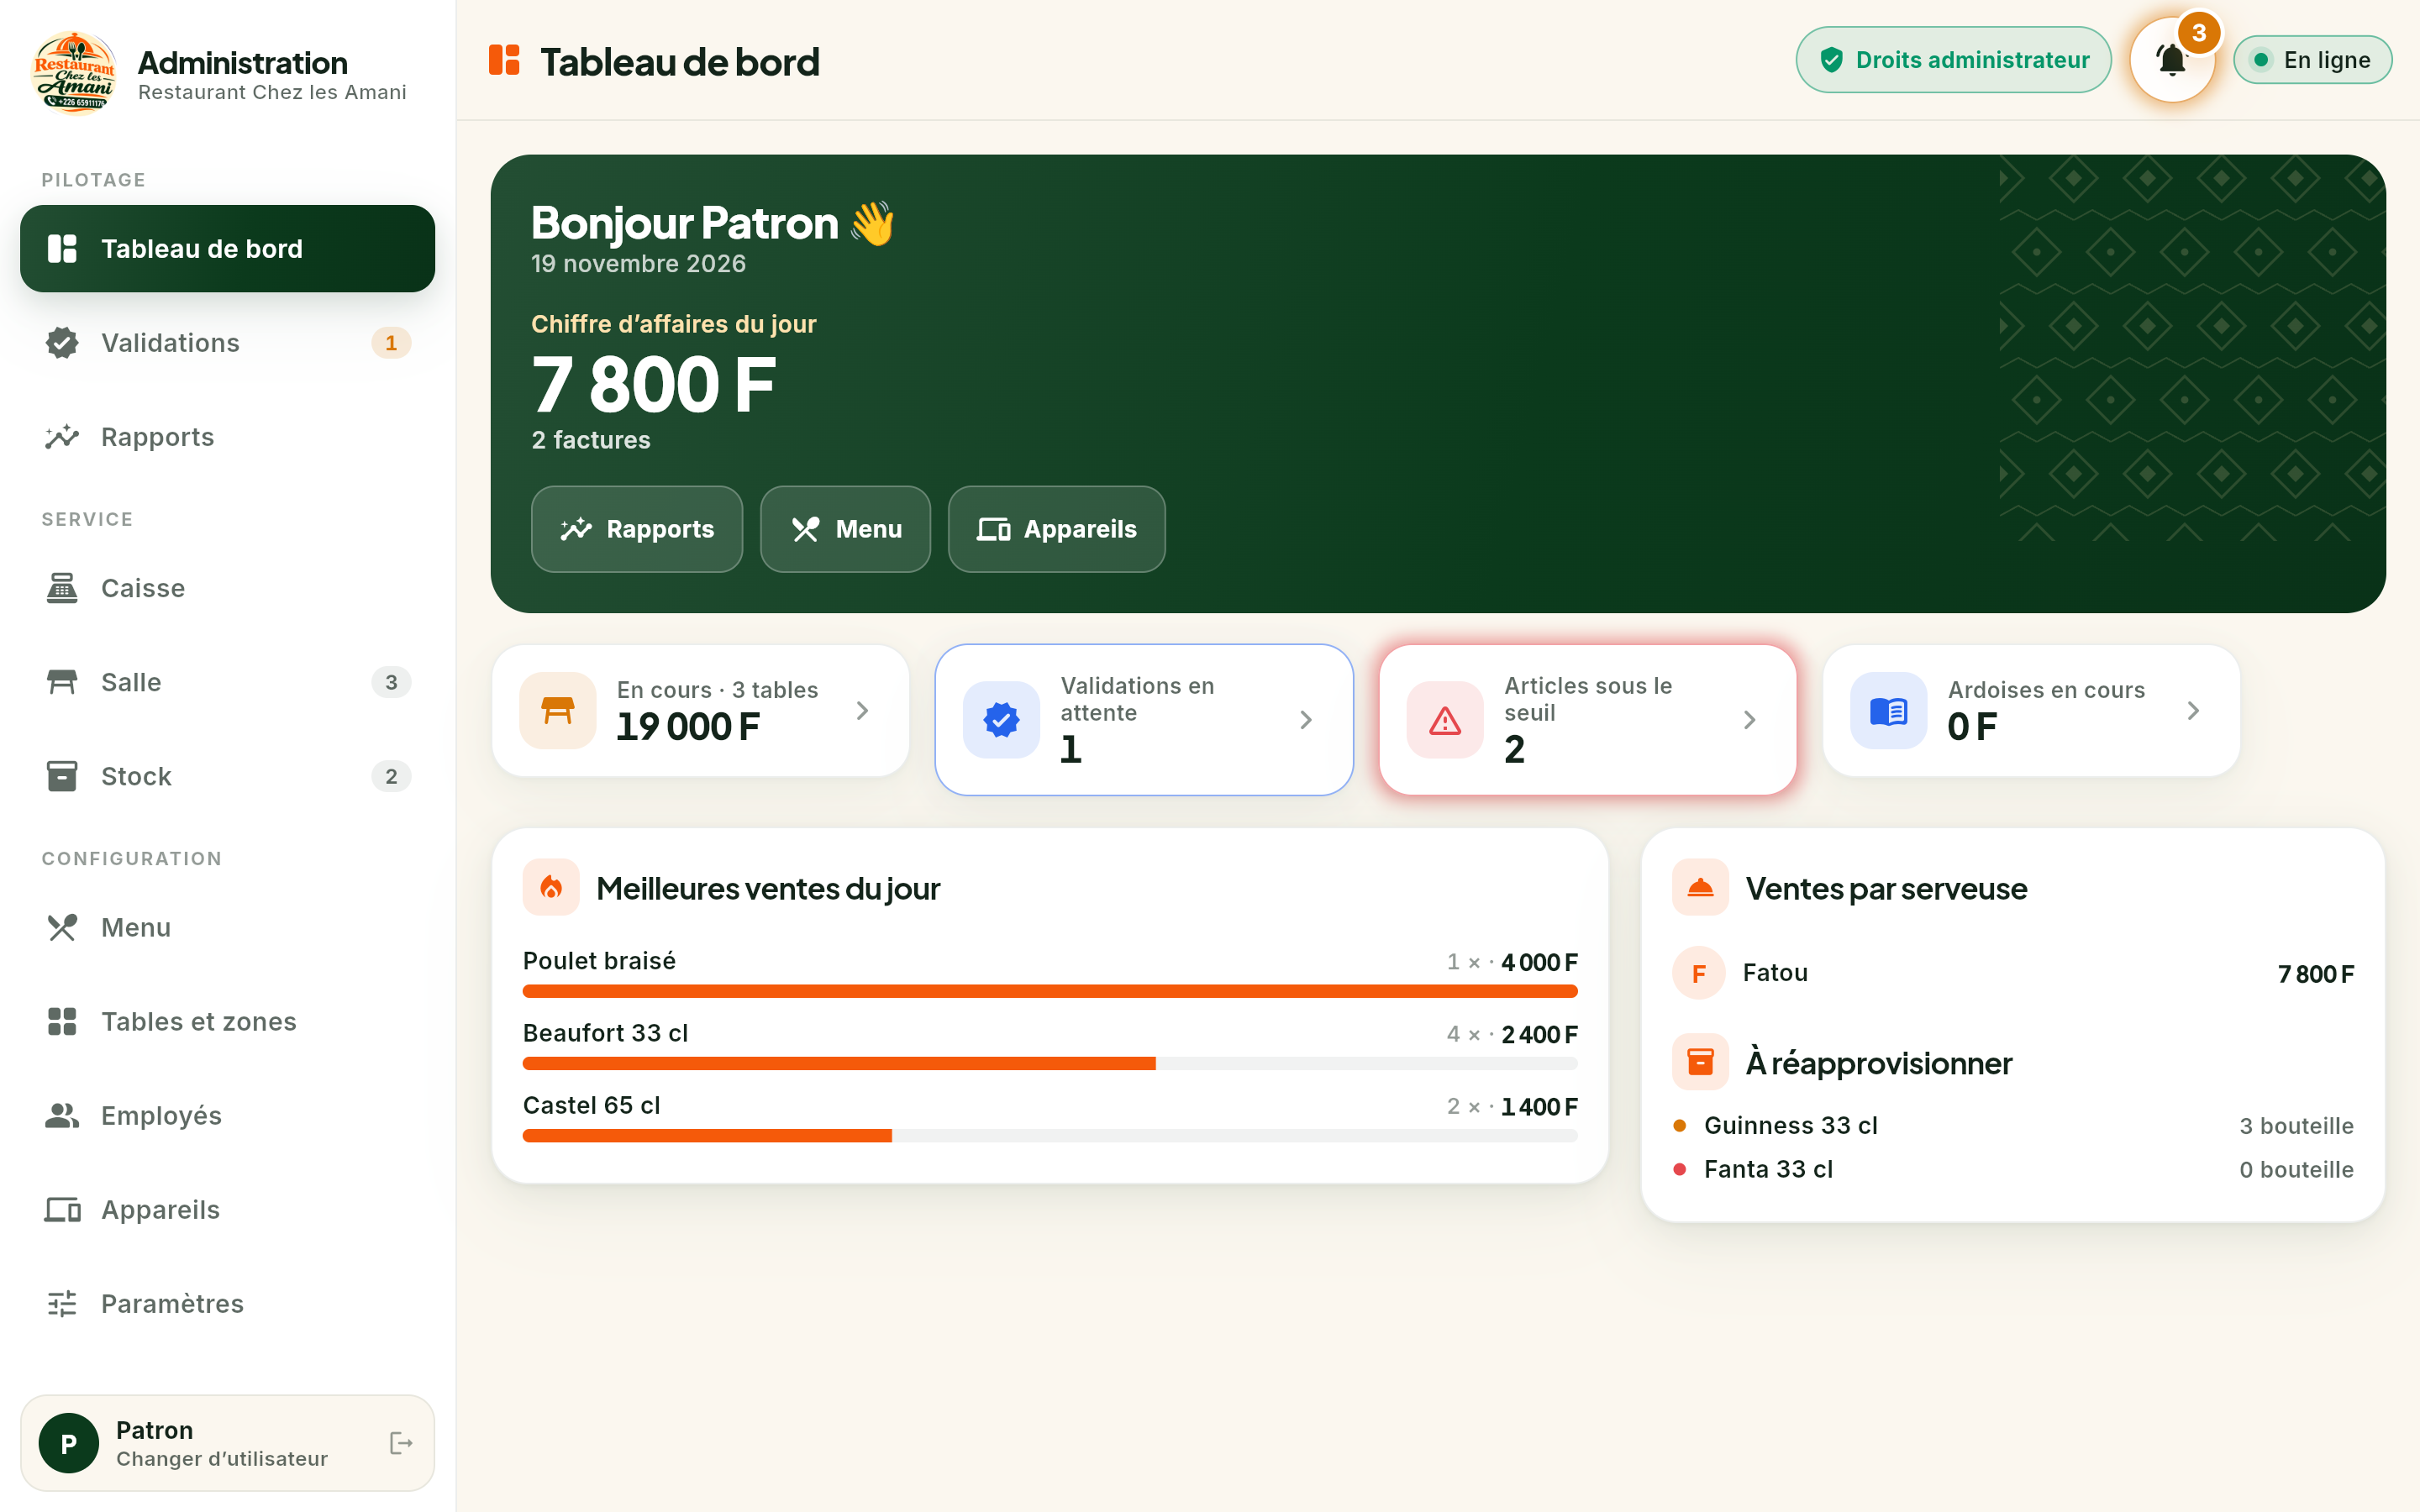 Restaurant
Chez les
Amani
+226 65911176
Administration
Restaurant Chez les Amani
PILOTAGE
Tableau de bord
Validations
1
Rapports
SERVICE
Caisse
Salle
3
Stock
2
CONFIGURATION
Menu
Tables et zones
Employés
Appareils
Paramètres
P
Patron
Changer d’utilisateur
Tableau de bord
Droits administrateur
3
En ligne
Bonjour Patron 👋
19 novembre 2026
Chiffre d’affaires du jour
7 800 F
2 factures
Rapports
Menu
Appareils
En cours · 3 tables
19 000 F
Validations en
attente
1
Articles sous le
seuil
2
Ardoises en cours
0 F
Meilleures ventes du jour
Poulet braisé 1 × · 4 000 F
Beaufort 33 cl 4 × · 2 400 F
Castel 65 cl 2 × · 1 400 F
Ventes par serveuse
F Fatou 7 800 F
À réapprovisionner
Guinness 33 cl 3 bouteille
Fanta 33 cl 0 bouteille